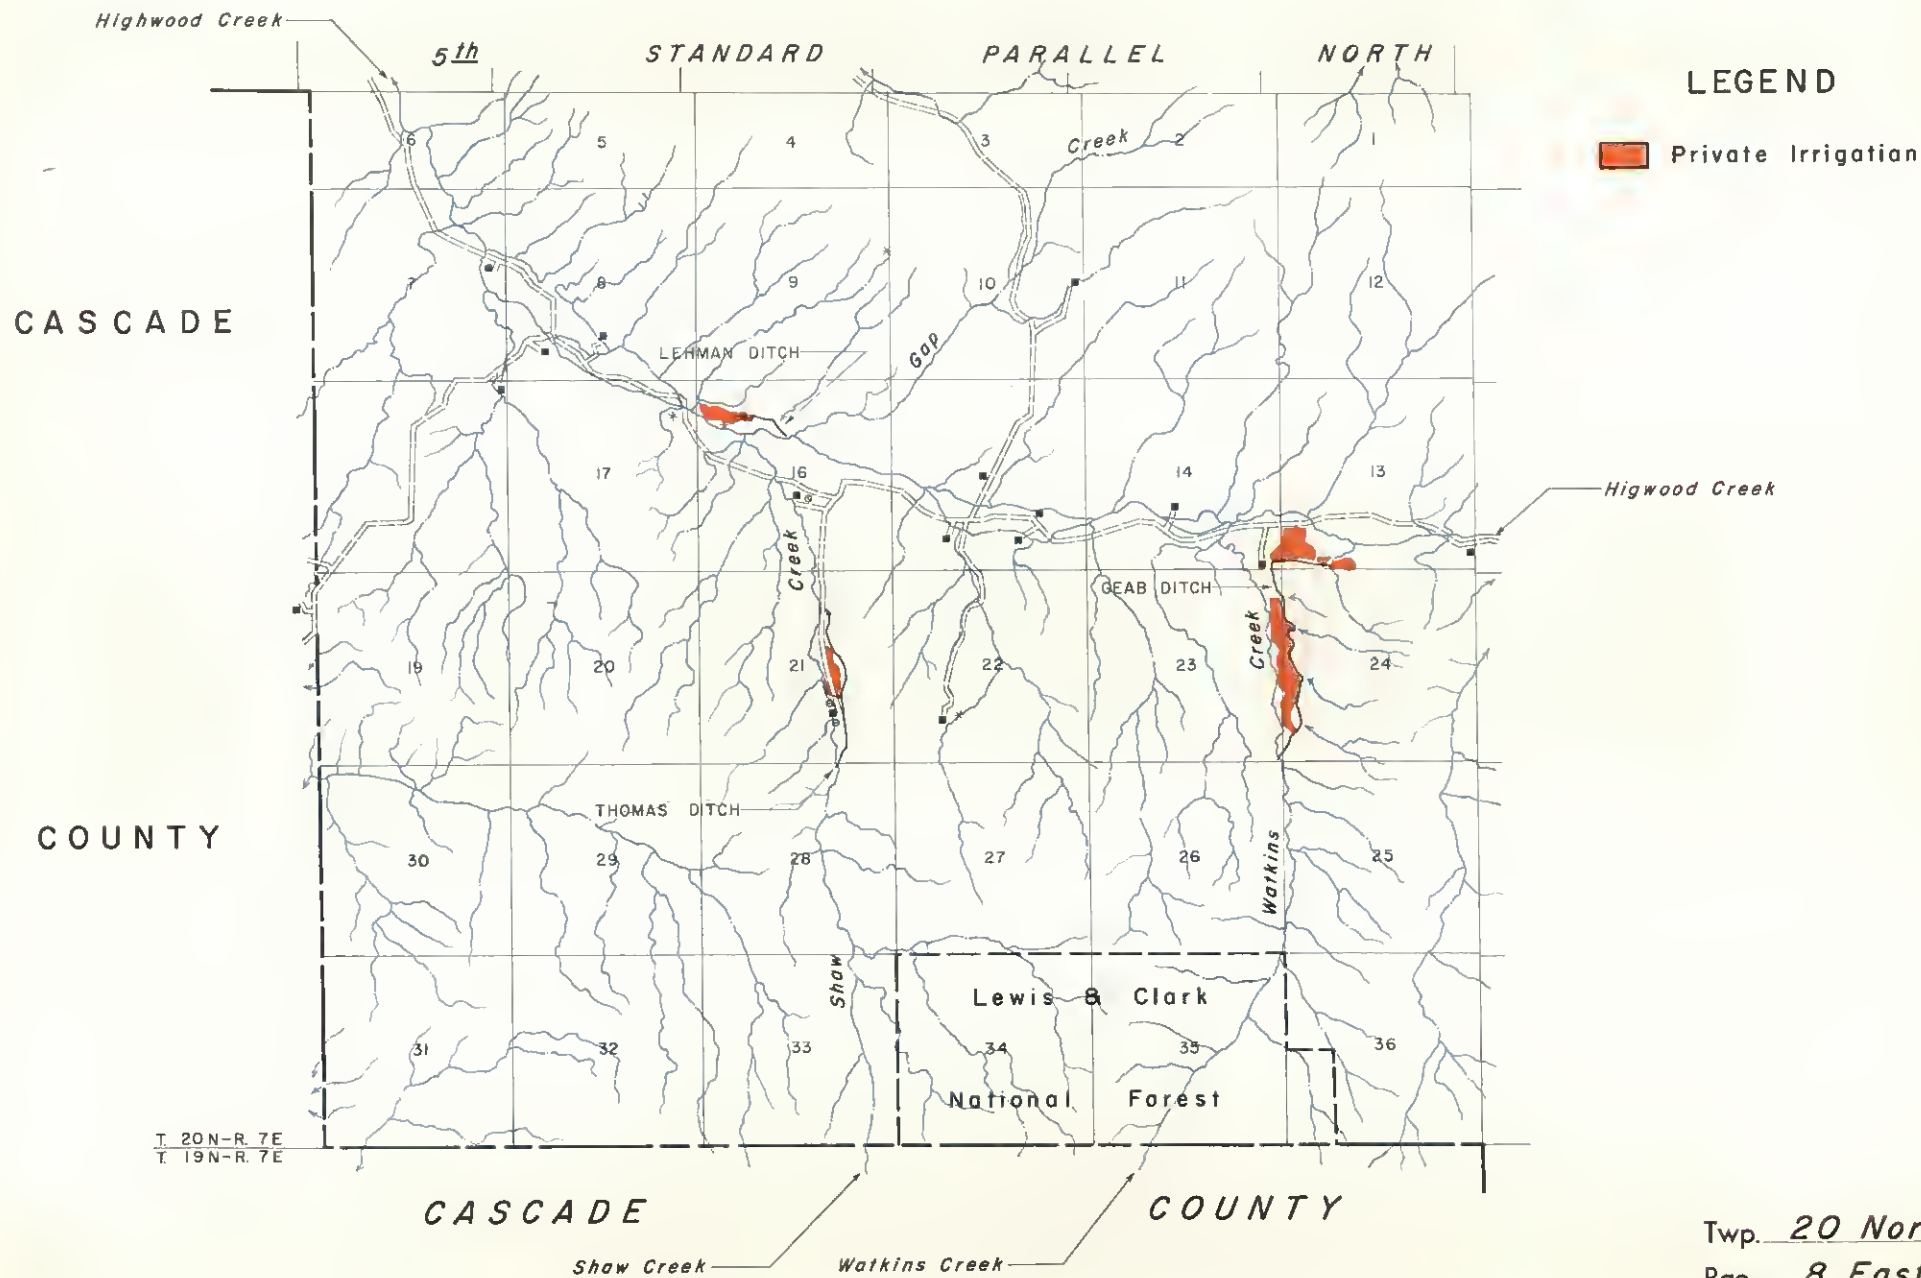 Highwood Creek
5th STANDARD PARALLEL NORTH
LEGEND
Private Irrigation
6 5 4 3 Creek 2 1
7 8 9 10 11 12
CASCADE
LEHMAN DITCH
Gap
17 16 14 13
Higwood Creek
Creek
GEAB DITCH
Creek
19 20 21 22 23 24
THOMAS DITCH
COUNTY
30 29 28 27 26 25
Watkins
Shaw
Lewis & Clark
31 32 33 34 35 36
National Forest
T. 20N-R. 7E
T. 19N-R. 7E
CASCADE COUNTY
Shaw Creek
Watkins Creek
Twp. 20 Nor
8 East